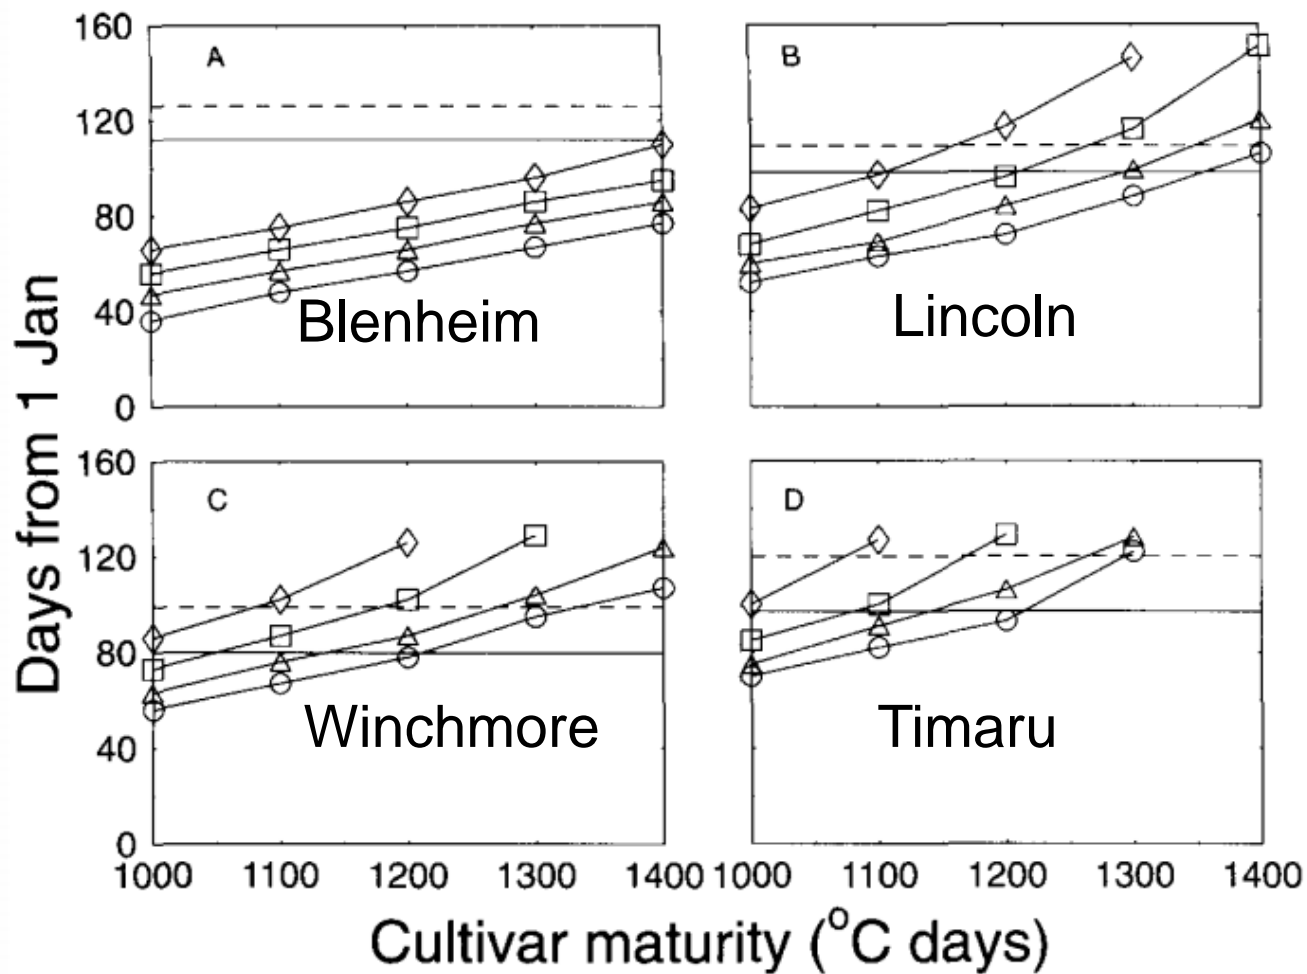 160
120
80
40
0
A
Blenheim
B
Lincoln
Days from 1 Jan
160
120
80
40
0
C
Winchmore
D
Timaru
1000 1100 1200 1300 1400 1000 1100 1200 1300 1400
Cultivar maturity (°C days)